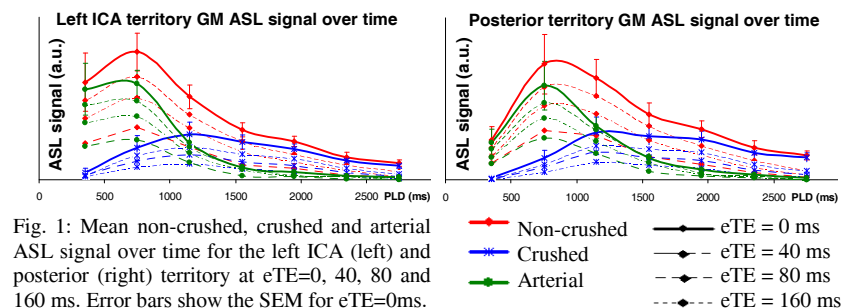 Left ICA territory GM ASL signal over time
ASL signal (a.u.)
0 500 1000 1500 2000 2500 PLD (ms)
Posterior territory GM ASL signal over time
ASL signal (a.u.)
0 500 1000 1500 2000 2500 PLD (ms)
Fig. 1: Mean non-crushed, crushed and arterial
ASL signal over time for the left ICA (left) and
posterior (right) territory at eTE=0, 40, 80 and
160 ms. Error bars show the SEM for eTE=0ms.
Non-crushed
Crushed
Arterial
eTE = 0 ms
eTE = 40 ms
eTE = 80 ms
eTE = 160 ms